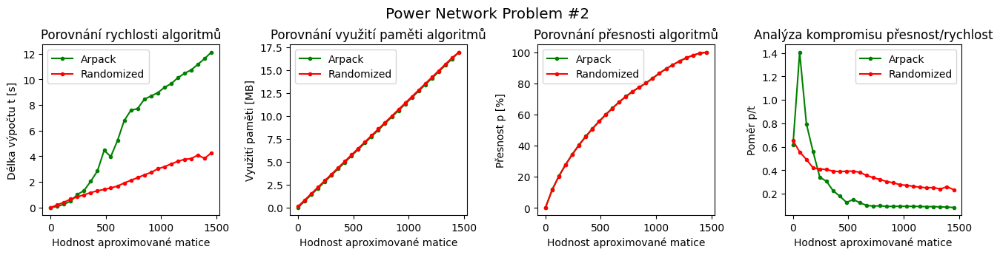 Power Network Problem #2
Porovnání rychlosti algoritmů
Délka výpočtu t [s]
12
10
8
6
4
2
0
Arpack
Randomized
0
500
1000
1500
Hodnost aproximované matice
Porovnání využití paměti algoritmů
Využití paměti [MB]
17.5
15.0
12.5
10.0
7.5
5.0
2.5
0.0
Arpack
Randomized
0
500
1000
1500
Hodnost aproximované matice
Porovnání přesnosti algoritmů
Přesnost p [%]
100
80
60
40
20
0
Arpack
Randomized
0
500
1000
1500
Hodnost aproximované matice
Analýza kompromisu přesnost/rychlost
Poměr p/t
1.4
1.2
1.0
0.8
0.6
0.4
0.2
Arpack
Randomized
0
500
1000
1500
Hodnost aproximované matice